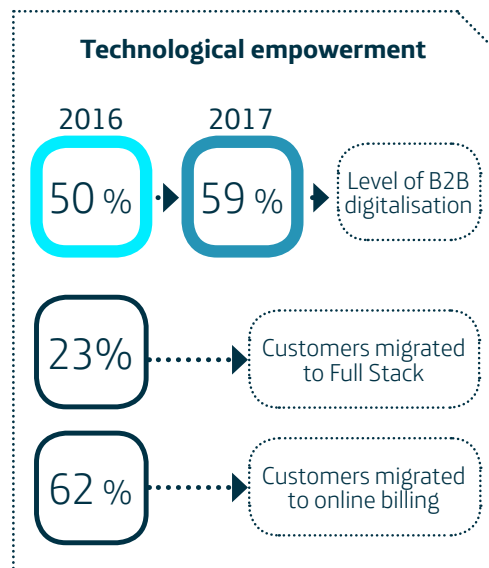 Technological empowerment
2016 2017
50 % 59 % Level of B2B
digitalisation
23% Customers migrated
to Full Stack
62 % Customers migrated
to online billing